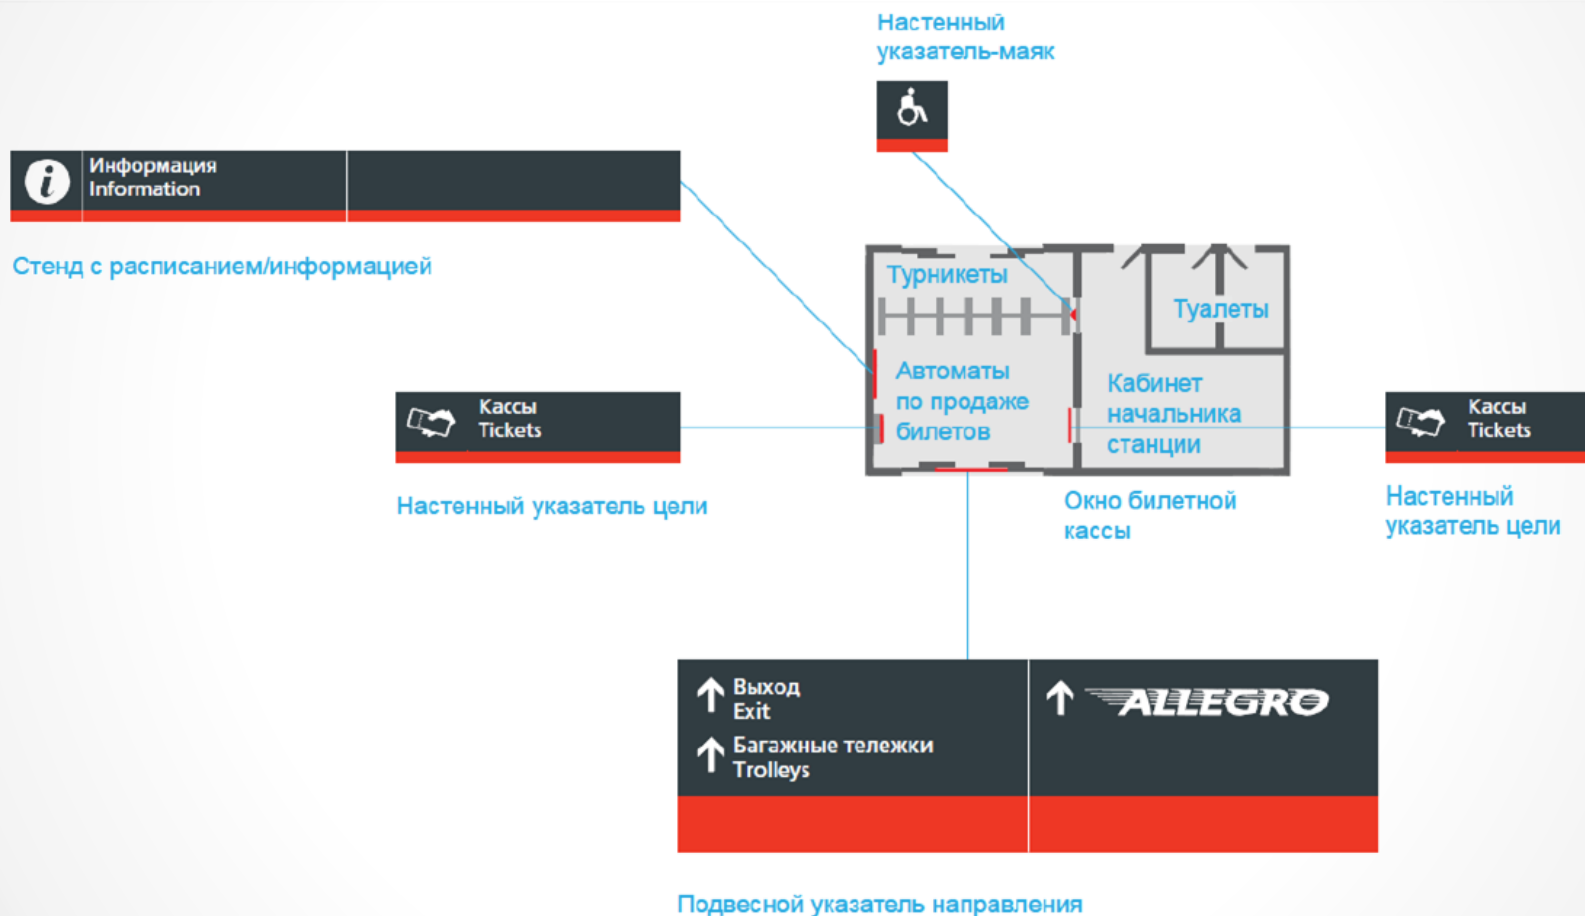 Настенный
указатель-маяк
Информация
Information
Стенд с расписанием/информацией
Турникеты
Туалеты
Автоматы
по продаже
билетов
Кабинет
начальника
станции
Кассы
Tickets
Настенный указатель цели
Окно билетной
кассы
Кассы
Tickets
Настенный
указатель цели
Выход
Exit
Багажные тележки
Trolleys
ALLEGRO
Подвесной указатель направления